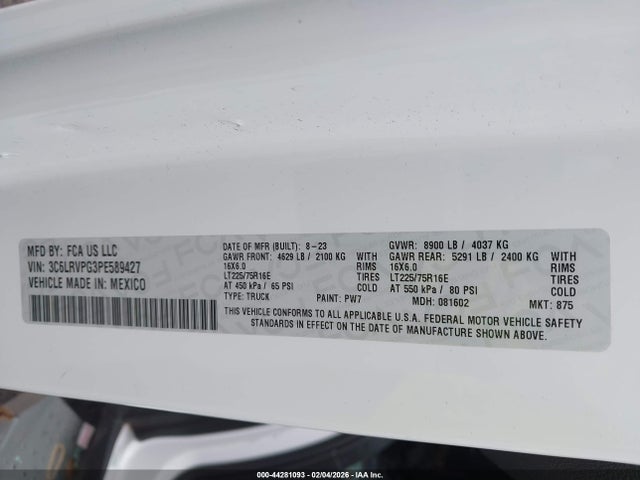 MFD BY: FCA US LLC
VIN: 3C6LRVPG3PE589427
VEHICLE MADE IN: MEXICO
DATE OF MFR (BUILT): 8-23
GVWR: 8900 LB / 4037 KG
GAWR FRONT: 4629 LB / 2100 KG WITH
GAWR REAR: 5291 LB / 2400 KG WITH
16X6.0 RIMS
16X6.0 RIMS
LT225/75R16E TIRES
LT225/75R16E TIRES
AT 450 kPa / 65 PSI COLD
AT 550 kPa / 80 PSI COLD
TYPE: TRUCK PAINT: PW7 MDH: 081602 MKT: 875
THIS VEHICLE CONFORMS TO ALL APPLICABLE U.S.A. FEDERAL MOTOR VEHICLE SAFETY
STANDARDS IN EFFECT ON THE DATE OF MANUFACTURE SHOWN ABOVE.
000-44281093 - 02/04/2026 - IAA Inc.